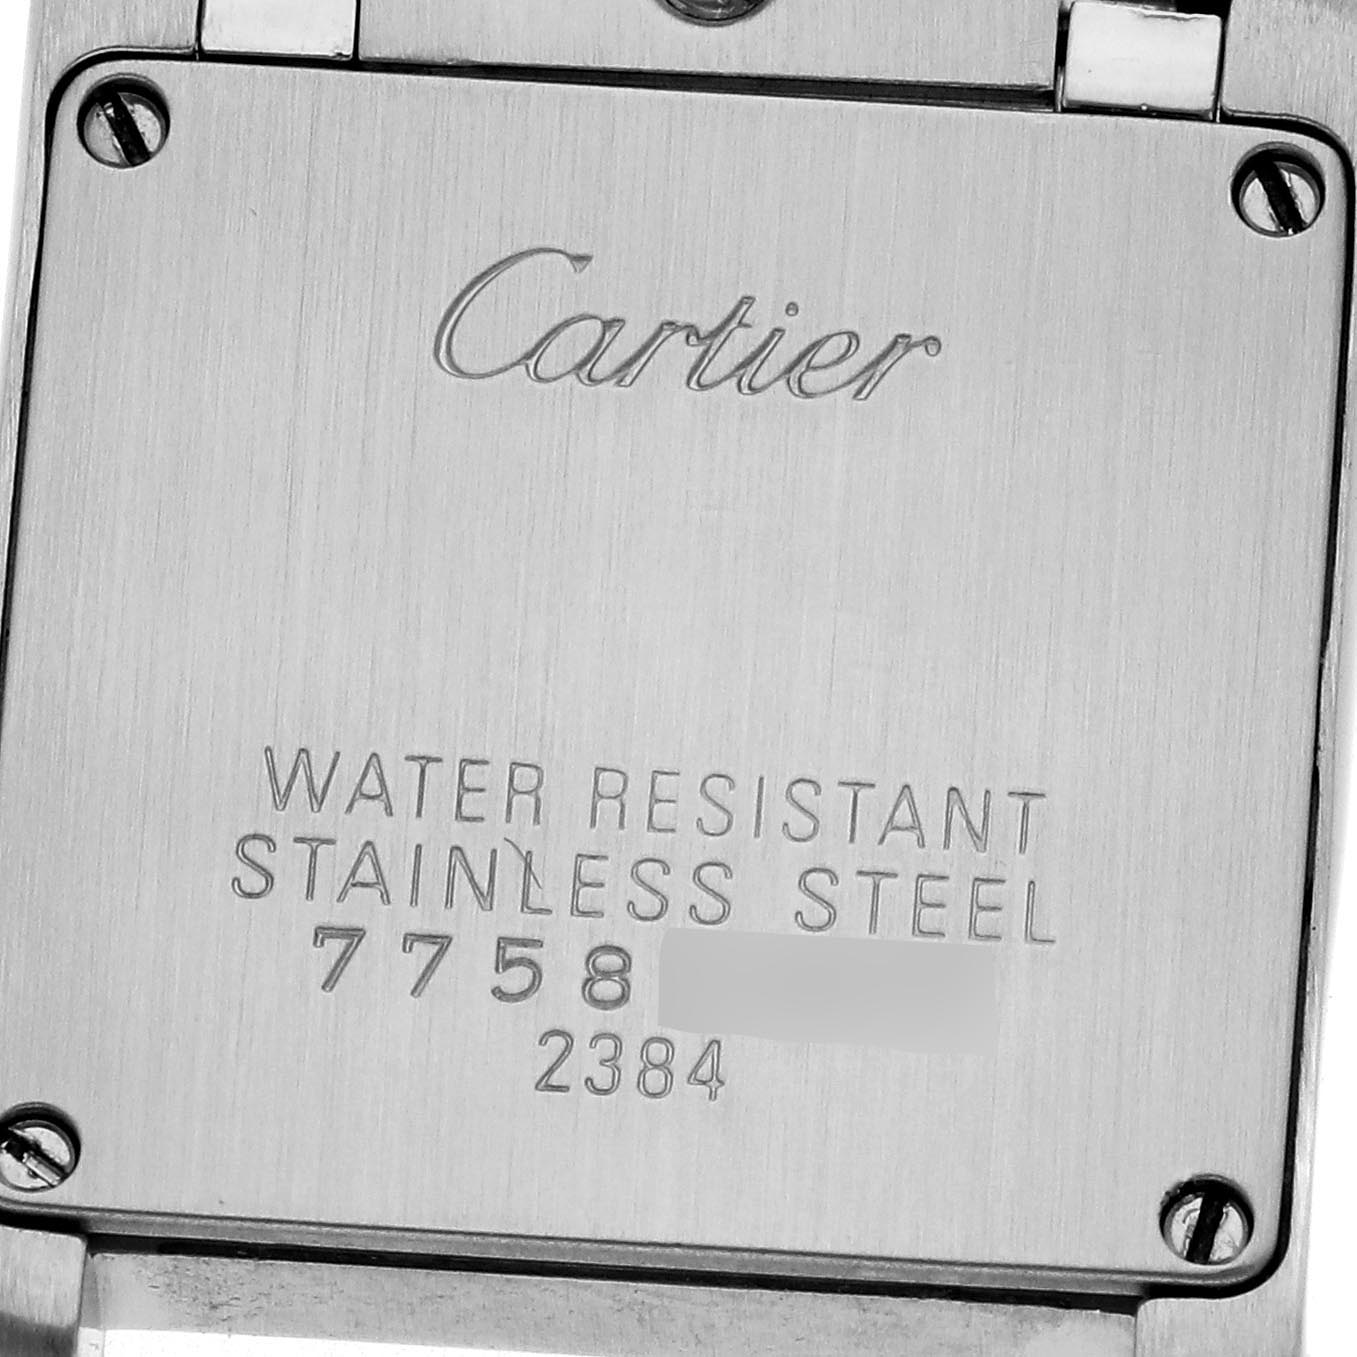 Cartier
WATER RESISTANT
STAINLESS STEEL
7758
2384